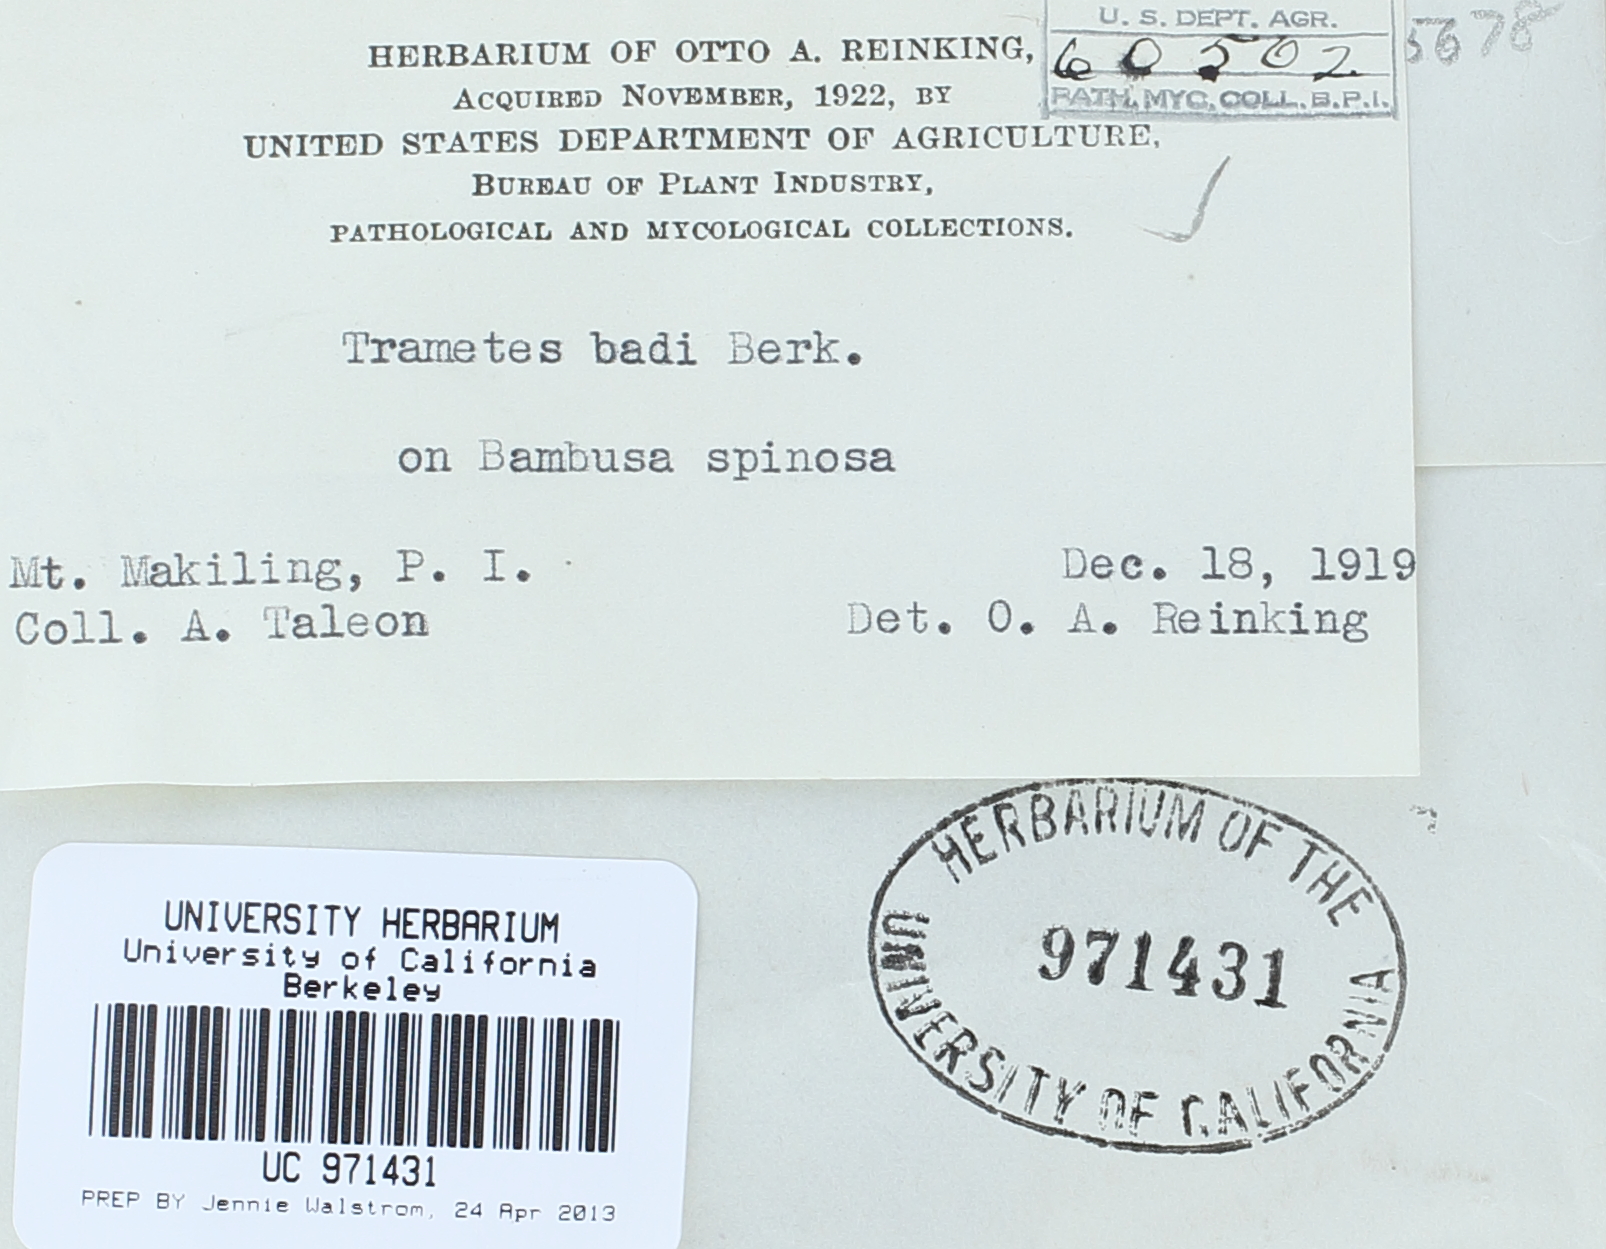 U. S. DEPT. AGR.
60502
PATH. MYC. COLL. B.P.I.
5678
HERBARIUM OF OTTO A. REINKING,
ACQUIRED NOVEMBER, 1922, BY
UNITED STATES DEPARTMENT OF AGRICULTURE,
BUREAU OF PLANT INDUSTRY,
PATHOLOGICAL AND MYCOLOGICAL COLLECTIONS.
Trametes badi Berk.
on Bambusa spinosa
Mt. Makiling, P. I.
Dec. 18, 1919
Coll. A. Taleon
Det. O. A. Reinking
HERBARIUM OF THE
971431
UNIVERSITY OF CALIFORNIA
UNIVERSITY HERBARIUM
University of California
Berkeley
UC 971431
PREP BY Jennie Walstrom, 24 Apr 2013